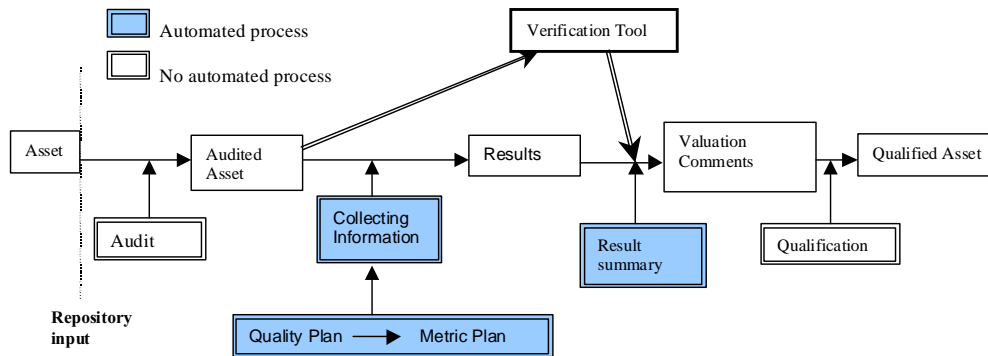 Automated process
No automated process
Verification Tool
Asset
Audited
Asset
Results
Valuation
Comments
Qualified Asset
Audit
Collecting
Information
Result
summary
Qualification
Repository
input
Quality Plan Metric Plan